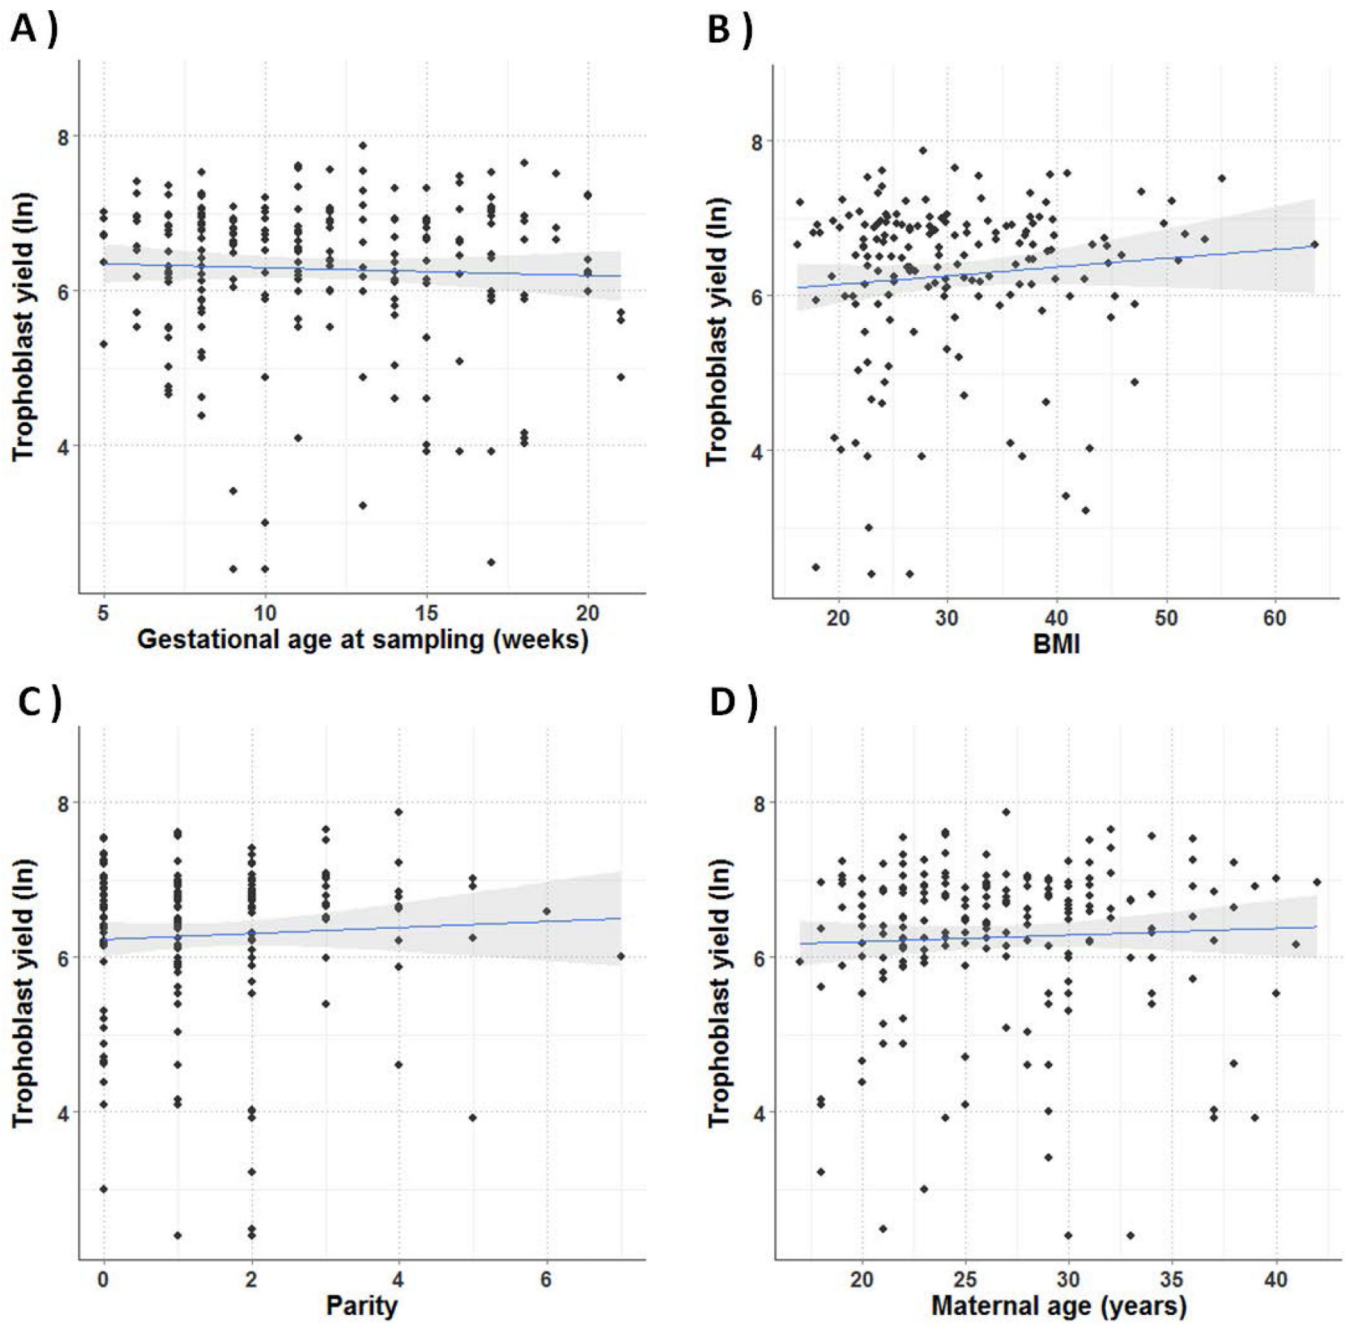 A )
Trophoblast yield (ln)
8
6
4
5 10 15 20
Gestational age at sampling (weeks)
B )
Trophoblast yield (ln)
8
6
4
20 30 40 50 60
BMI
C )
Trophoblast yield (ln)
8
6
4
0 2 4 6
Parity
D )
Trophoblast yield (ln)
8
6
4
20 25 30 35 40
Maternal age (years)